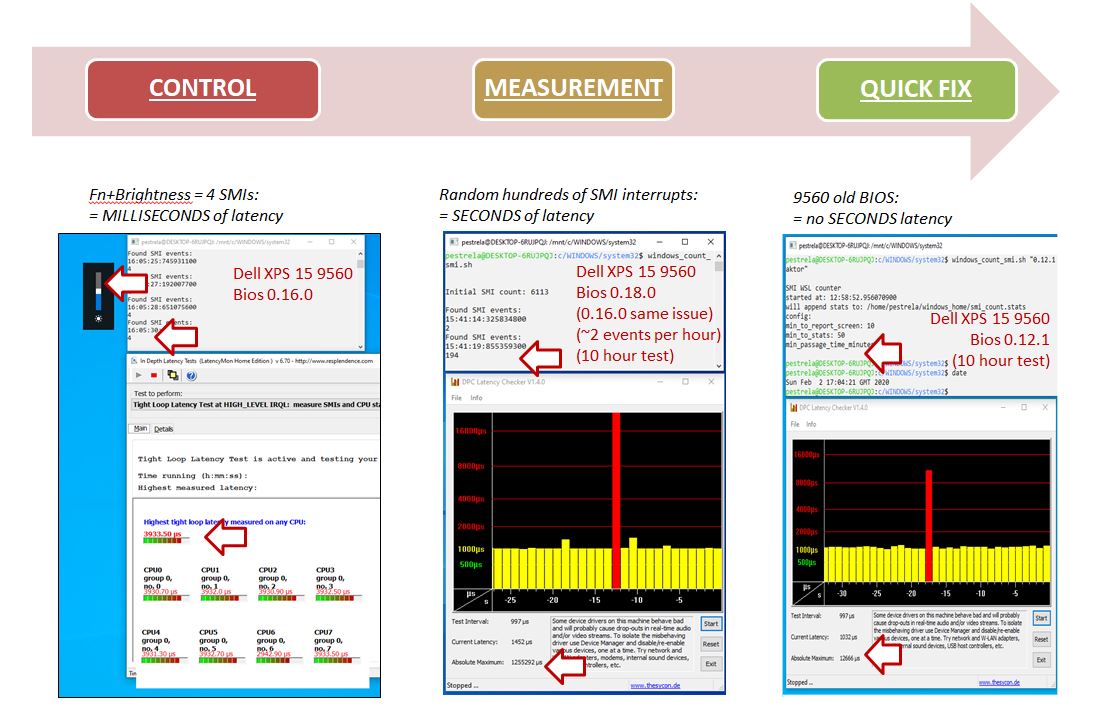 CONTROL
MEASUREMENT
QUICK FIX
Fn+Brightness = 4 SMIs:
= MILLISECONDS of latency
pestrela@DESKTOP-6RUJPQJ: /mnt/c/WINDOWS/system32
Found SMI events:
16:05:25:745931100
4
:27:192007700
Found SMI events:
16:05:28:651075600
4
Found SMI events:
16:05:30
4
Dell XPS 15 9560
Bios 0.16.0
In Depth Latency Tests (LatencyMon Home Edition) v 6.70 - http://www.resplendence.com
Test to perform:
Tight Loop Latency Test at HIGH_LEVEL IRQL: measure SMIs and CPU sta
Main Details
Tight Loop Latency Test is active and testing your
Time running (h:mm:ss):
Highest measured latency:
Highest tight loop latency measured on any CPU:
3933.50 µs
CPU0 group 0, no. 0
3930.70 µs
CPU1 group 0, no. 1
3932.0 µs
CPU2 group 0, no. 2
3930.90 µs
CPU3 group 0, no. 3
3932.50 µs
CPU4 group 0, no. 4
3931.50 µs
CPU5 group 0, no. 5
3932.70 µs
CPU6 group 0, no. 6
2942.90 µs
CPU7 group 0, no. 7
Random hundreds of SMI interrupts:
= SECONDS of latency
pestrela@DESKTOP-6RUJPQJ: /mnt/c/WINDOWS/system32
pestrela@DESKTOP-6RUJPQJ:c/WINDOWS/system32$ windows_count_
smi.sh
Initial SMI count: 6113
Found SMI events:
15:41:14:325834800
2
Found SMI events:
15:41:19:855359300
194
Dell XPS 15 9560
Bios 0.18.0
(0.16.0 same issue)
(~2 events per hour)
(10 hour test)
DPC Latency Checker V1.4.0
File Info
16000µs
8000µs
4000µs
2000µs
1000µs
500µs
µs
s
-25 -20 -15 -10 -5
Test Interval: 997 µs
Current Latency: 1452 µs
Absolute Maximum: 1255292 µs
Some device drivers on this machine behave bad
and will probably cause drop-outs in real-time audio
and/or video streams. To isolate the misbehaving
driver use Device Manager and disable/re-enable
various devices, one at a time. Try network and
W-LAN adapters, modems, internal sound devices,
controllers, etc.
Start
Reset
Exit
Stopped ...
www.thesycon.de
9560 old BIOS:
= no SECONDS latency
pestrela@DESKTOP-6RUJPQJ: /mnt/c/WINDOWS/system32
pestrela@DESKTOP-6RUJPQJ:c/WINDOWS/system32$ windows_count_smi.sh "0.12.1
aktor"
SMI WSL counter
started at: 12:58:52.956070900
will append stats to: /home/pestrela/windows_home/smi_count.stats
config:
min_to_report_screen: 10
min_to_stats: 50
min_passage_time_minutes
pestrela@DESKTOP-6RUJPQJ:c/WINDOWS/system32$
pestrela@DESKTOP-6RUJPQJ:c/WINDOWS/system32$ date
Sun Feb 2 17:04:21 GMT 2020
pestrela@DESKTOP-6RUJPQJ:c/WINDOWS/system32$
Dell XPS 15 9560
Bios 0.12.1
(10 hour test)
DPC Latency Checker V1.4.0
File Info
16000µs
8000µs
4000µs
2000µs
1000µs
500µs
µs
s
-30 -25 -20 -15 -10 -5
Test Interval: 997 µs
Current Latency: 1032 µs
Absolute Maximum: 12666 µs
Some device drivers on this machine behave bad and will probably
cause drop-outs in real-time audio and/or video streams. To isolate
the misbehaving driver use Device Manager and disable/re-enable
various devices, one at a time. Try network and W-LAN adapters,
internal sound devices, USB host controllers, etc.
Start
Reset
Exit
Stopped ...
www.thesycon.de